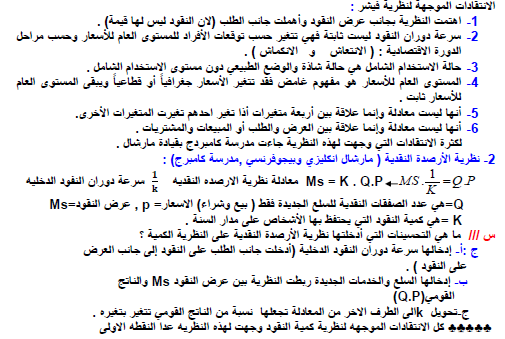 الانتقادات الموجهة لنظرية فيشر :
1- اهتمت النظرية بجانب عرض النقود وأهملت جانب الطلب (لان النقود ليس لها قيمة) .
2- سرعة دوران النقود ليست ثابتة فهي تتغير حسب توقعات الأفراد للمستوى العام للأسعار وحسب مراحل
الدورة الاقتصادية : ( الانتعاش و الانكماش ) .
3- حالة الاستخدام الشامل هي حالة شاذة والوضع الطبيعي دون مستوى الاستخدام الشامل .
4- المستوى العام للأسعار هو مفهوم غامض فقد تتغير الأسعار جغرافياً أو قطاعياً ويبقى المستوى العام
للأسعار ثابت .
5- أنها ليست معادلة وإنما علاقة بين أربعة متغيرات أذا تغير احدهم تغيرت المتغيرات الأخرى.
6- أنها ليست معادلة وإنما علاقة بين العرض والطلب أو المبيعات والمشتريات .
لكثرة الانتقادات التي وجهت لهذه النظرية جاءت مدرسة كامبردج بقيادة مارشال .
2- نظرية الأرصدة النقدية ( مارشال انكليزي وبيجوفرنسي ,مدرسة كامبرج) :
MS.1/K=Q.P ← Ms = K . Q.P معادلة نظرية الارصده النقديه 1/k سرعة دوران النقود الدخليه
Q=هي عدد الصفقات النقدية للسلع الجديدة فقط ( بيع وشراء) الاسعار= p , عرض النقود=Ms
K =هي كمية النقود التي يحتفظ بها الأشخاص على مدار السنة .
س /// ما هي التحسينات التي أدخلتها نظرية الأرصدة النقدية على النظرية الكمية ؟
ج :أ- إدخالها سرعة دوران النقود الدخلية (أدخلت جانب الطلب على النقود إلى جانب العرض
على النقود ) .
ب- إدخالها السلع والخدمات الجديدة ربطت النظرية بين عرض النقود Ms والناتج
القومي(Q.P)
ج-تحويل kالى الطرف الاخر من المعادلة تجعلها نسبة من الناتج القومي تتغير بتغيره .
♣♣♣♣♣ كل الانتقادات الموجهه لنظرية كمية النقود وجهت لهذه النظريه عدا النقطه الاولى